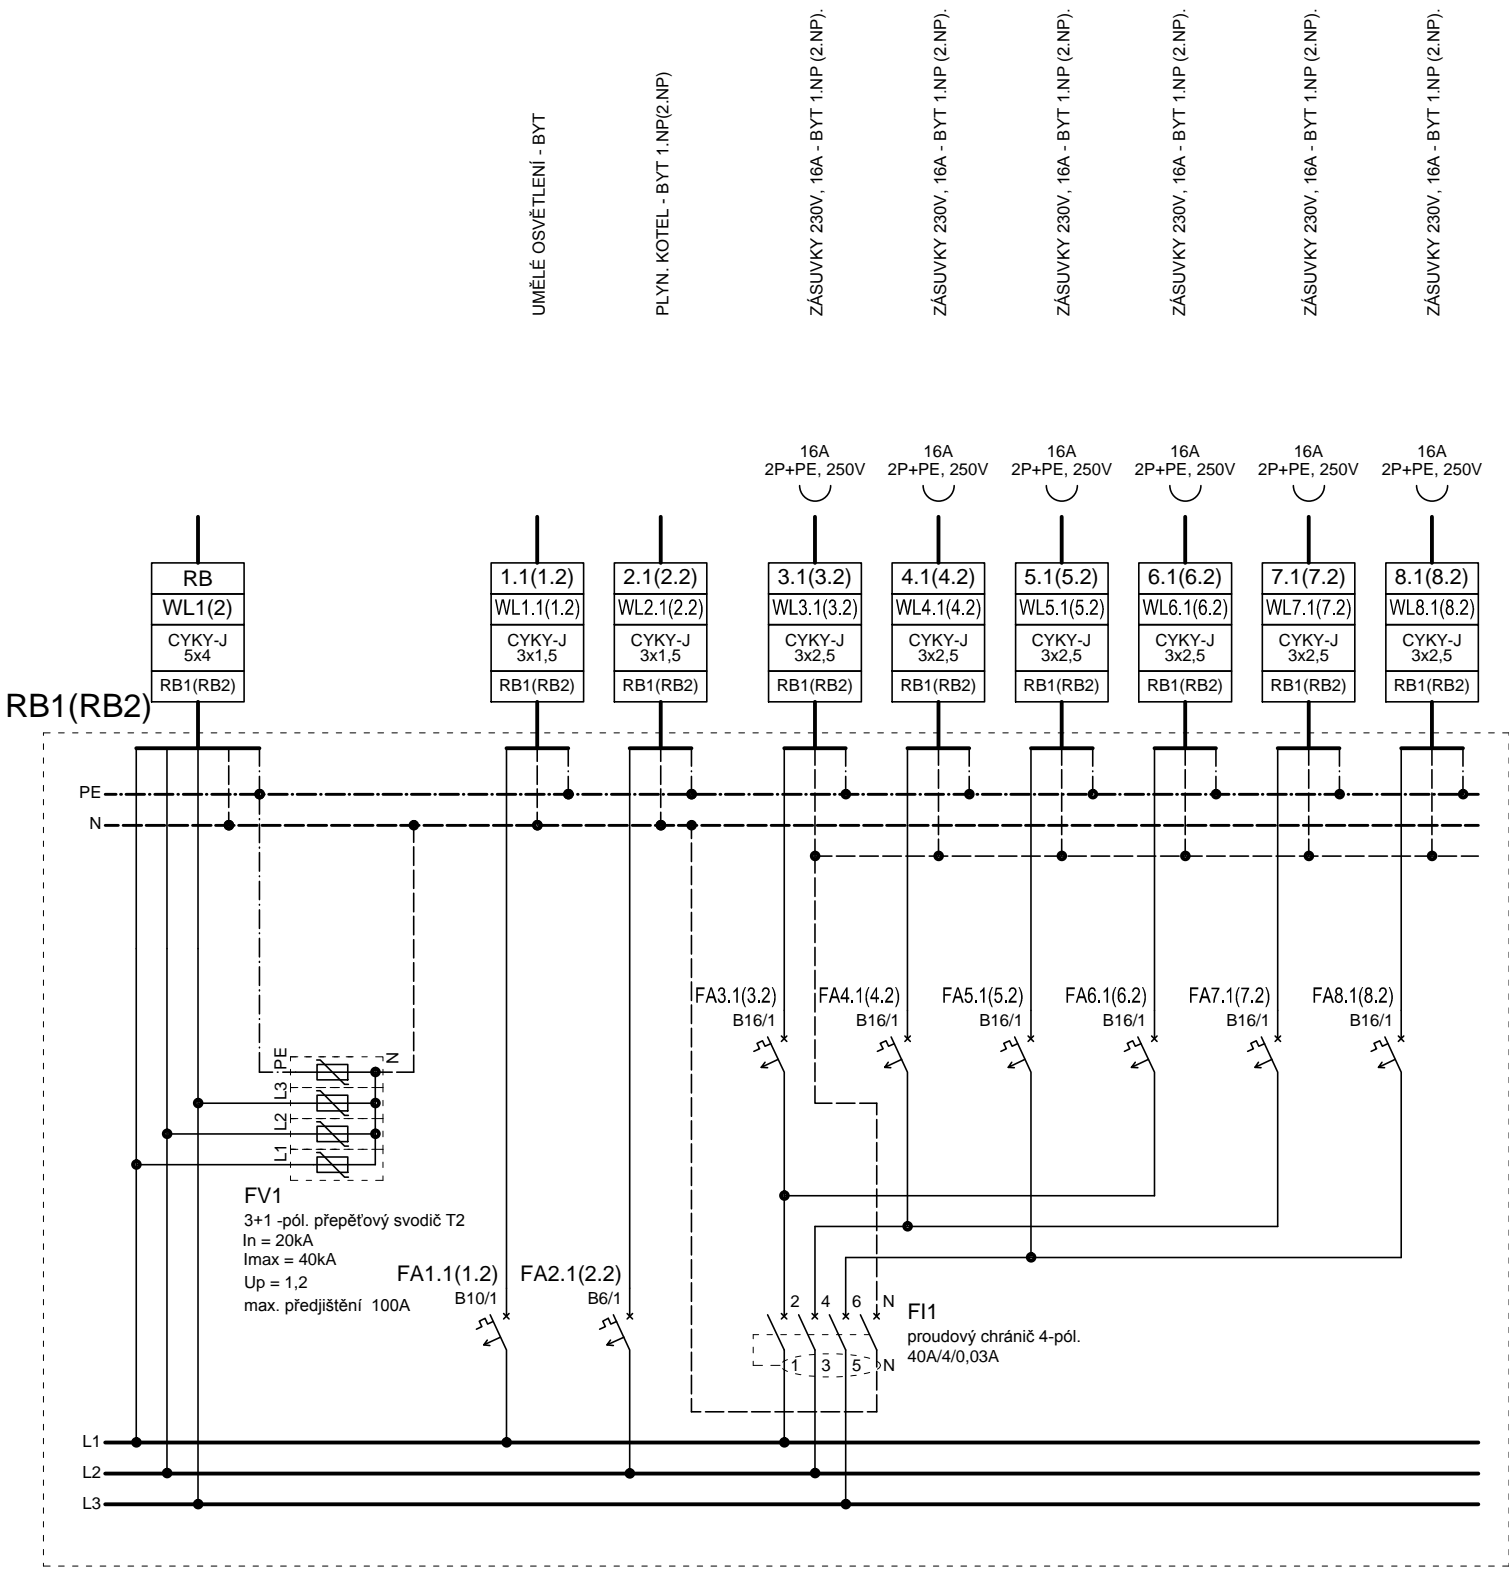 UMĚLÉ OSVĚTLENÍ - BYT
PLYN. KOTEL - BYT 1.NP(2.NP)
ZÁSUVKY 230V, 16A - BYT 1.NP (2.NP).
ZÁSUVKY 230V, 16A - BYT 1.NP (2.NP).
ZÁSUVKY 230V, 16A - BYT 1.NP (2.NP).
ZÁSUVKY 230V, 16A - BYT 1.NP (2.NP).
ZÁSUVKY 230V, 16A - BYT 1.NP (2.NP).
ZÁSUVKY 230V, 16A - BYT 1.NP (2.NP).
16A
2P+PE, 250V
16A
2P+PE, 250V
16A
2P+PE, 250V
16A
2P+PE, 250V
16A
2P+PE, 250V
16A
2P+PE, 250V
RB
WL1(2)
CYKY-J
5x4
RB1(RB2)
1.1(1.2)
WL1.1(1.2)
CYKY-J
3x1,5
RB1(RB2)
2.1(2.2)
WL2.1(2.2)
CYKY-J
3x1,5
RB1(RB2)
3.1(3.2)
WL3.1(3.2)
CYKY-J
3x2,5
RB1(RB2)
4.1(4.2)
WL4.1(4.2)
CYKY-J
3x2,5
RB1(RB2)
5.1(5.2)
WL5.1(5.2)
CYKY-J
3x2,5
RB1(RB2)
6.1(6.2)
WL6.1(6.2)
CYKY-J
3x2,5
RB1(RB2)
7.1(7.2)
WL7.1(7.2)
CYKY-J
3x2,5
RB1(RB2)
8.1(8.2)
WL8.1(8.2)
CYKY-J
3x2,5
RB1(RB2)
RB1(RB2)
PE
N
FA3.1(3.2)
B16/1
FA4.1(4.2)
B16/1
FA5.1(5.2)
B16/1
FA6.1(6.2)
B16/1
FA7.1(7.2)
B16/1
FA8.1(8.2)
B16/1
PE
N
L3
L2
L1
FV1
3+1 -pól. přepěťový svodič T2
In = 20kA
Imax = 40kA
Up = 1,2
max. předjištění 100A
FA1.1(1.2)
B10/1
FA2.1(2.2)
B6/1
2 4 6 N
FI1
proudový chránič 4-pól.
40A/4/0,03A
1 3 5 N
L1
L2
L3